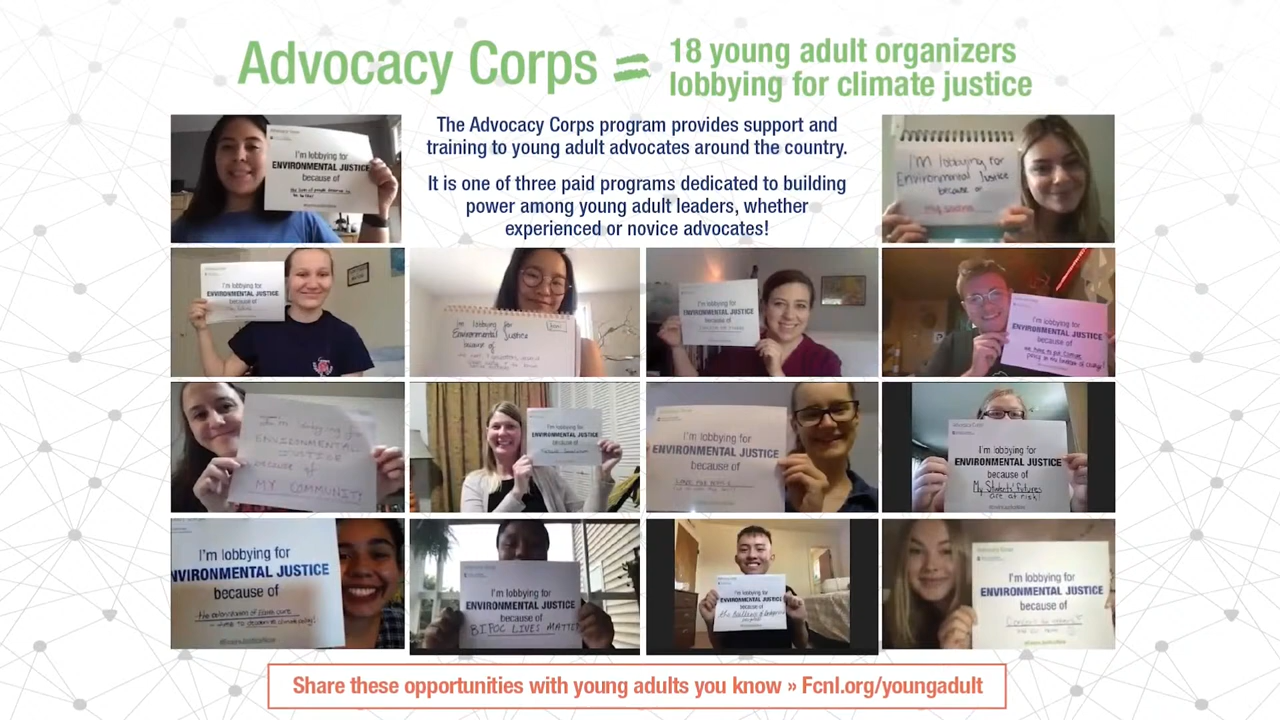 Advocacy Corps = 18 young adult organizers
lobbying for climate justice
The Advocacy Corps program provides support and
training to young adult advocates around the country.
It is one of three paid programs dedicated to building
power among young adult leaders, whether
experienced or novice advocates!
I'm lobbying for
ENVIRONMENTAL JUSTICE
because of
I'M lobbying for
Environmental Justice
because of
I'm lobbying for
ENVIRONMENTAL JUSTICE
because of
I'm lobbying for
Environmental Justice
because of
I'm lobbying for
ENVIRONMENTAL JUSTICE
because of
I'm lobbying for
ENVIRONMENTAL JUSTICE
because of
lobbying for
ENVIRONMENTAL
JUSTICE
because of
MY COMMUNITY
I'm lobbying for
ENVIRONMENTAL JUSTICE
because of
I'm lobbying for
ENVIRONMENTAL JUSTICE
because of
I'm lobbying for
ENVIRONMENTAL JUSTICE
because of
My Students' futures
are at risk!
I'm lobbying for
NVIRONMENTAL JUSTICE
because of
I'm lobbying for
ENVIRONMENTAL JUSTICE
because of
BIPOC LIVES MATTER
I'm lobbying for
ENVIRONMENTAL JUSTICE
because of
I'm lobbying for
ENVIRONMENTAL JUSTICE
because of
Share these opportunities with young adults you know » Fcnl.org/youngadult